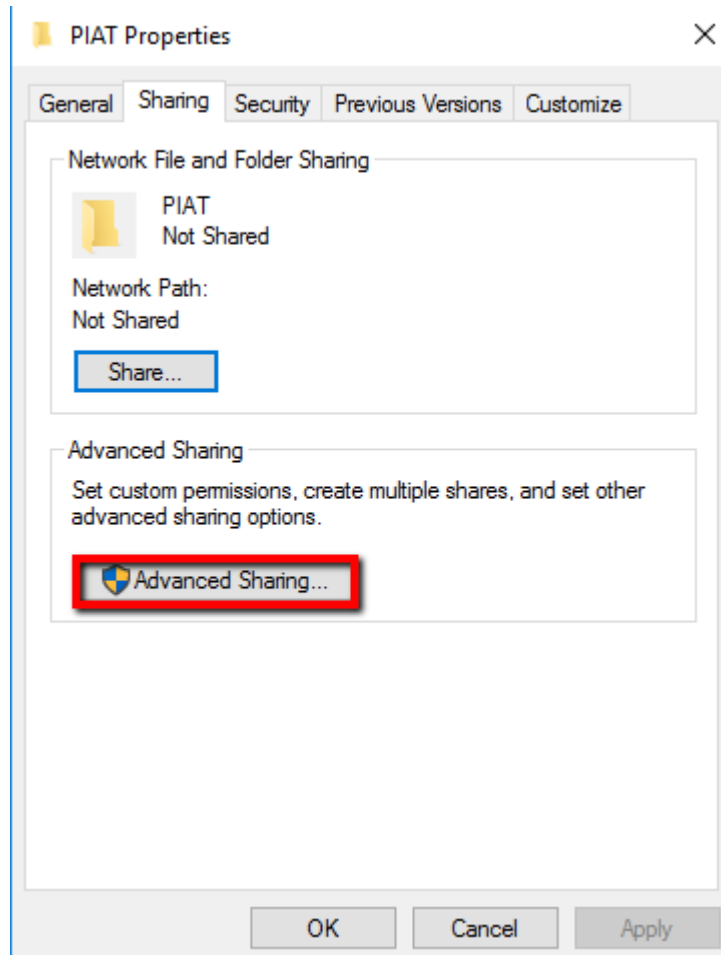 PIAT Properties
General Sharing Security Previous Versions Customize
Network File and Folder Sharing
PIAT
Not Shared
Network Path:
Not Shared
Share...
Advanced Sharing
Set custom permissions, create multiple shares, and set other
advanced sharing options.
Advanced Sharing...
OK Cancel Apply